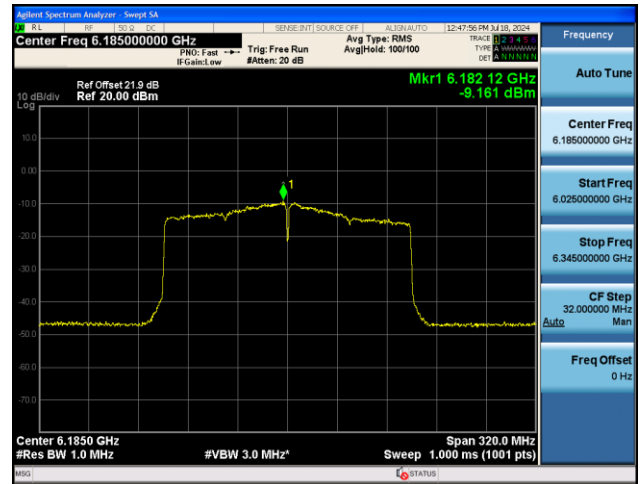 Agilent Spectrum Analyzer - Swept SA
RL RF 50 Ω DC SENSE:INT SOURCE OFF ALIGN AUTO 12:47:56 PM Jul 18, 2024
Center Freq 6.185000000 GHz
PNO: Fast
IFGain:Low
Trig: Free Run
#Atten: 20 dB
Avg Type: RMS
Avg|Hold: 100/100
TRACE 1 2 3 4 5 6
TYPE A WWWWW
DET A N N N N N
Ref Offset 21.9 dB
Ref 20.00 dBm
10 dB/div
Log
Mkr1 6.182 12 GHz
-9.161 dBm
10.0
0.00
-10.0
-20.0
-30.0
-40.0
-50.0
-60.0
-70.0
1
Center 6.1850 GHz
Span 320.0 MHz
#Res BW 1.0 MHz
#VBW 3.0 MHz*
Sweep 1.000 ms (1001 pts)
MSG
STATUS
Frequency
Auto Tune
Center Freq
6.185000000 GHz
Start Freq
6.025000000 GHz
Stop Freq
6.345000000 GHz
CF Step
32.000000 MHz
Auto Man
Freq Offset
0 Hz